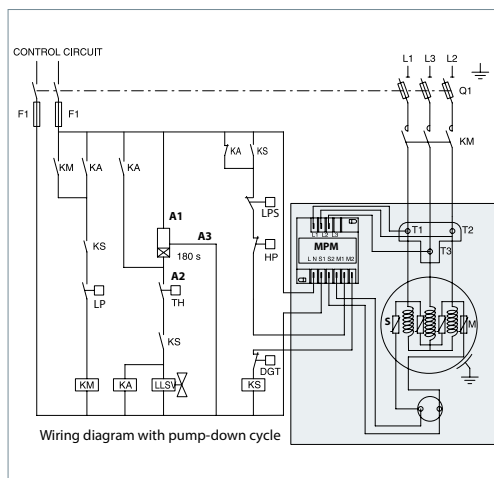 CONTROL CIRCUIT
L1 L3 L2
F1 F1
Q1
KM
KM KA KA KA KS
A1
A3
180 s
LPS
L1 L2 L3
MPM
L N S1 S2 M1 M2
T1 T2
T3
KS
A2
TH
HP
LP
KS
S M
DGT
KM KA LLSV KS
Wiring diagram with pump-down cycle